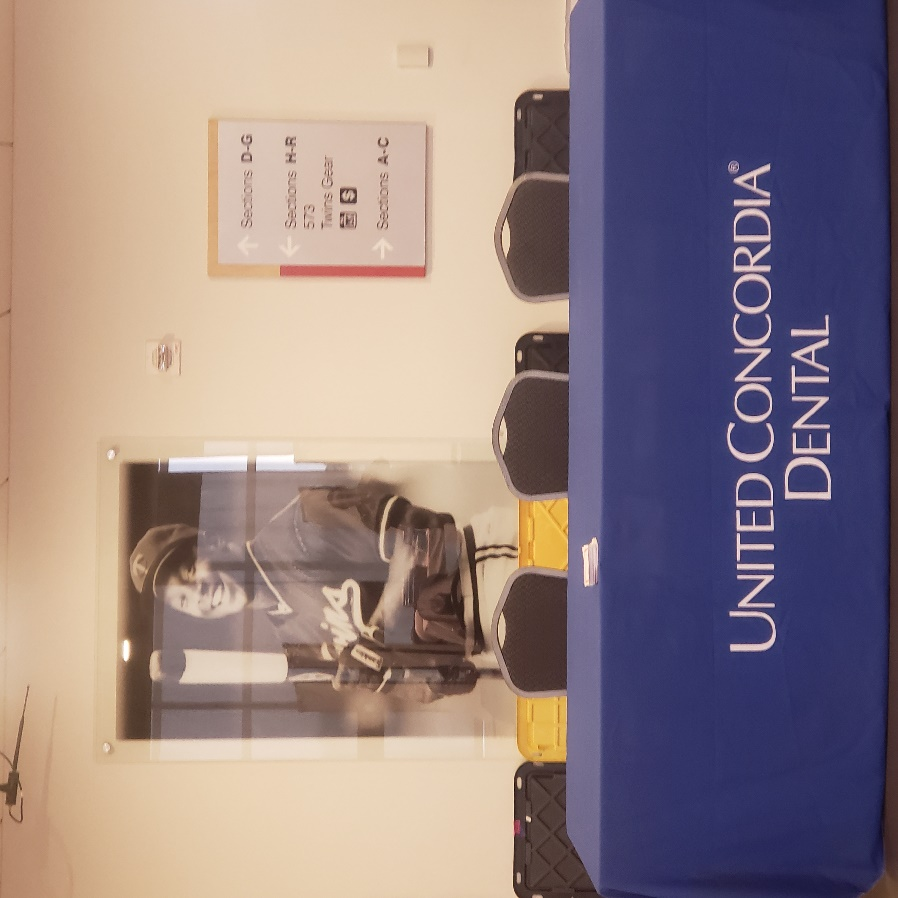 Sections D-G
Sections H-R
573
Twins Gear
$
Sections A-C
UNITED CONCORDIA®
DENTAL